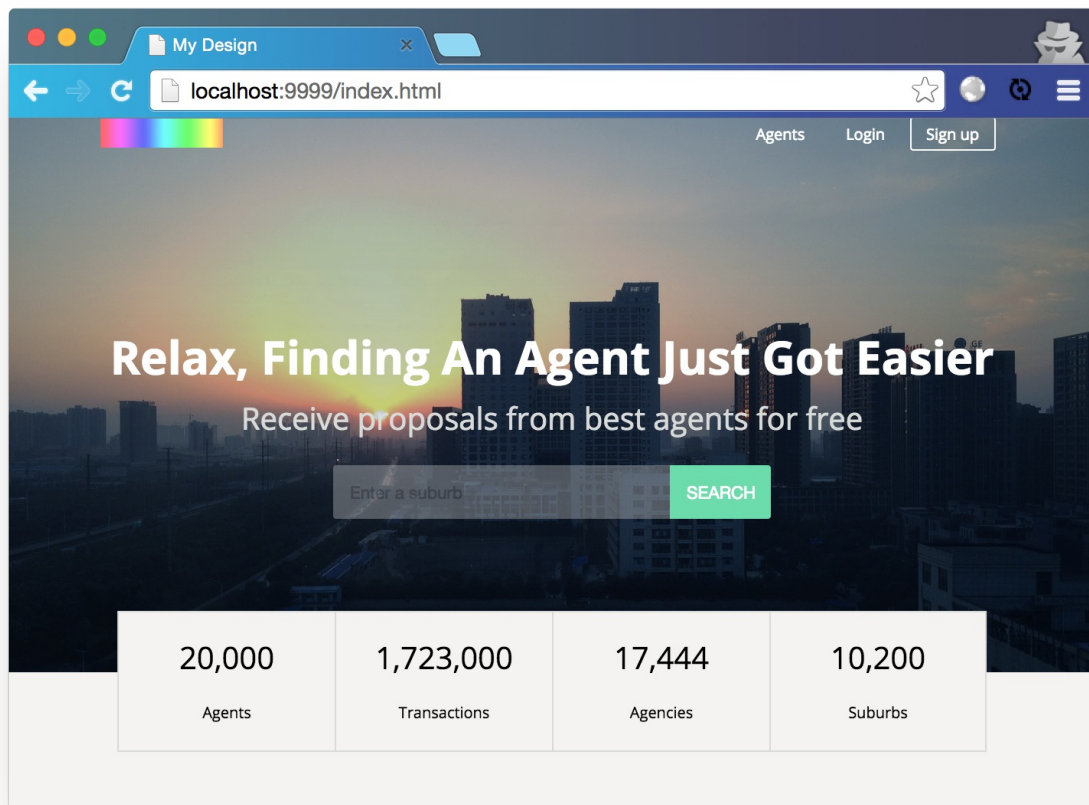 My Design
localhost:9999/index.html
Agents Login Sign up
Relax, Finding An Agent Just Got Easier
Receive proposals from best agents for free
Enter a suburb SEARCH
20,000 1,723,000 17,444 10,200
Agents Transactions Agencies Suburbs